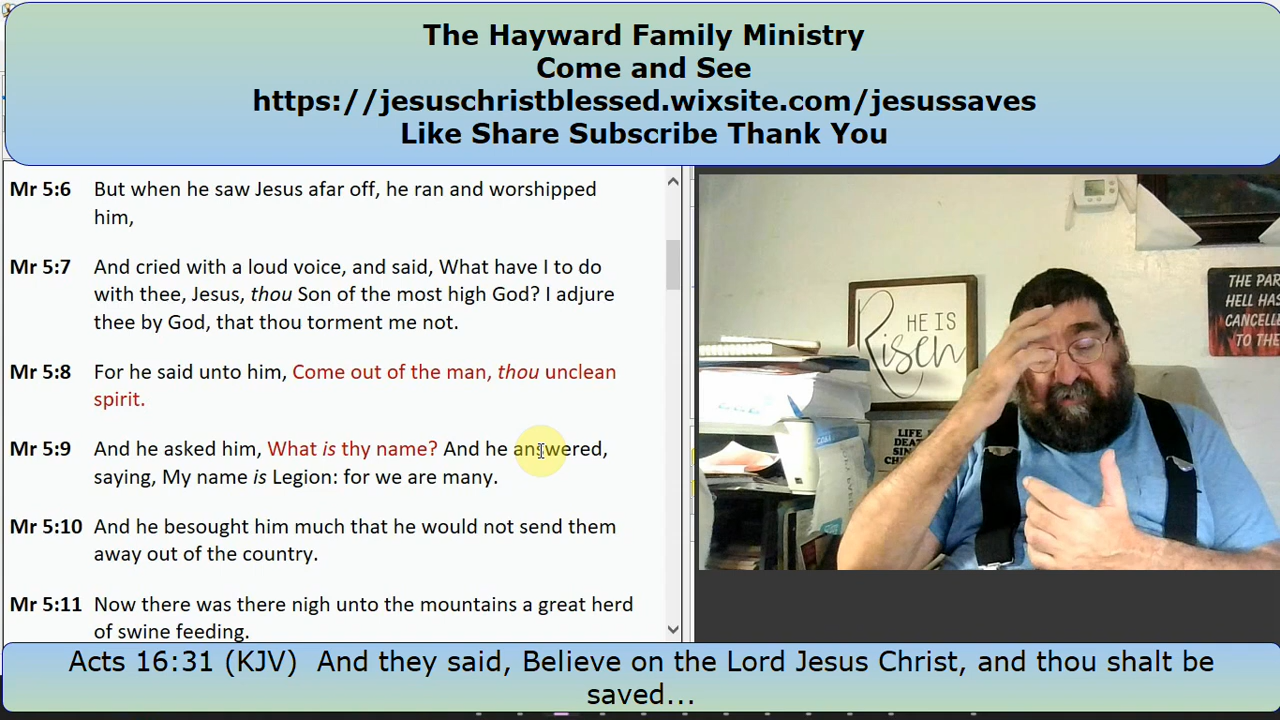 The Hayward Family Ministry
Come and See
https://jesuschristblessed.wixsite.com/jesussaves
Like Share Subscribe Thank You
Mr 5:6 But when he saw Jesus afar off, he ran and worshipped
him,
Mr 5:7 And cried with a loud voice, and said, What have I to do
with thee, Jesus, thou Son of the most high God? I adjure
thee by God, that thou torment me not.
Mr 5:8 For he said unto him, Come out of the man, thou unclean
spirit.
Mr 5:9 And he asked him, What is thy name? And he answered,
saying, My name is Legion: for we are many.
Mr 5:10 And he besought him much that he would not send them
away out of the country.
Mr 5:11 Now there was there nigh unto the mountains a great herd
of swine feeding.
HE IS
Risen
THE PAR
HELL HAS
CANCELLE
TO THE
LIFE
DEAT
SIN
CH
Acts 16:31 (KJV) And they said, Believe on the Lord Jesus Christ, and thou shalt be
saved...